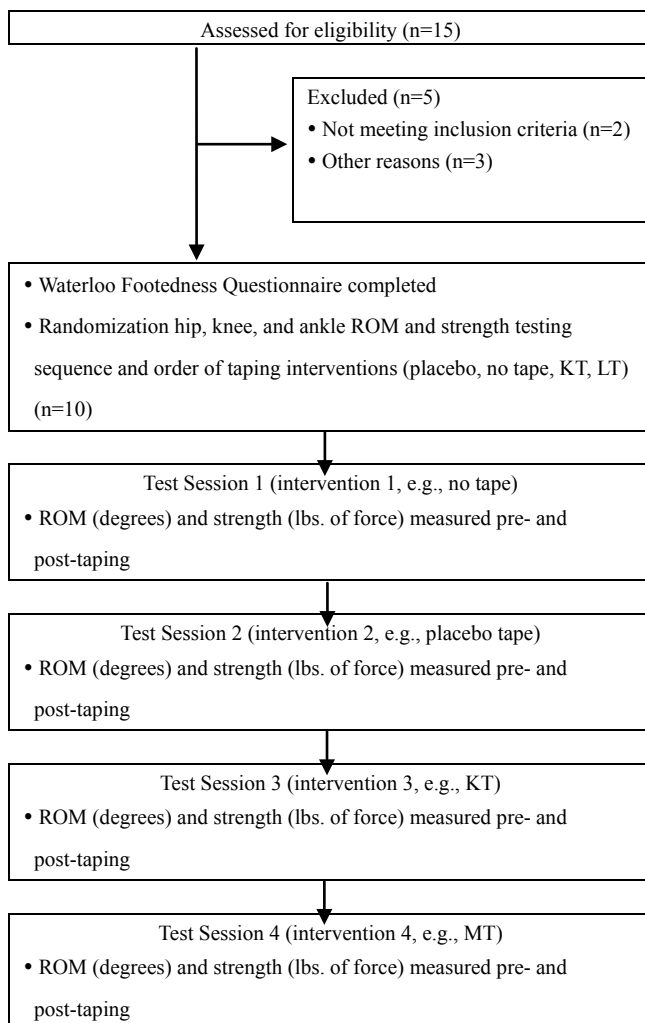 Assessed for eligibility (n=15)
Excluded (n=5)
• Not meeting inclusion criteria (n=2)
• Other reasons (n=3)
• Waterloo Footedness Questionnaire completed
• Randomization hip, knee, and ankle ROM and strength testing
sequence and order of taping interventions (placebo, no tape, KT, LT)
(n=10)
Test Session 1 (intervention 1, e.g., no tape)
• ROM (degrees) and strength (lbs. of force) measured pre- and
post-taping
Test Session 2 (intervention 2, e.g., placebo tape)
• ROM (degrees) and strength (lbs. of force) measured pre- and
post-taping
Test Session 3 (intervention 3, e.g., KT)
• ROM (degrees) and strength (lbs. of force) measured pre- and
post-taping
Test Session 4 (intervention 4, e.g., MT)
• ROM (degrees) and strength (lbs. of force) measured pre- and
post-taping